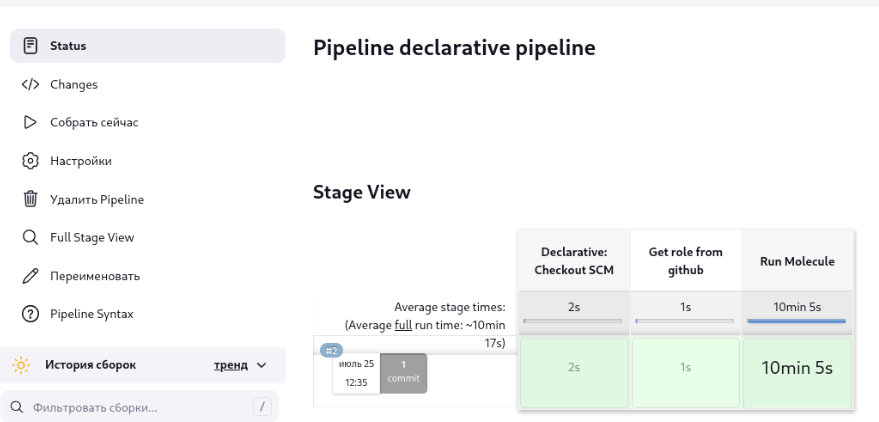 Status
Changes
Собрать сейчас
Настройки
Удалить Pipeline
Full Stage View
Переименовать
Pipeline Syntax
История сборок
тренд
Фильтровать сборки...
/
Pipeline declarative pipeline
Stage View
Declarative:
Checkout SCM
Get role from
github
Run Molecule
Average stage times:
(Average full run time: ~10min
17s)
2s
1s
10min 5s
#2
июль 25
12:35
1
commit
2s
1s
10min 5s